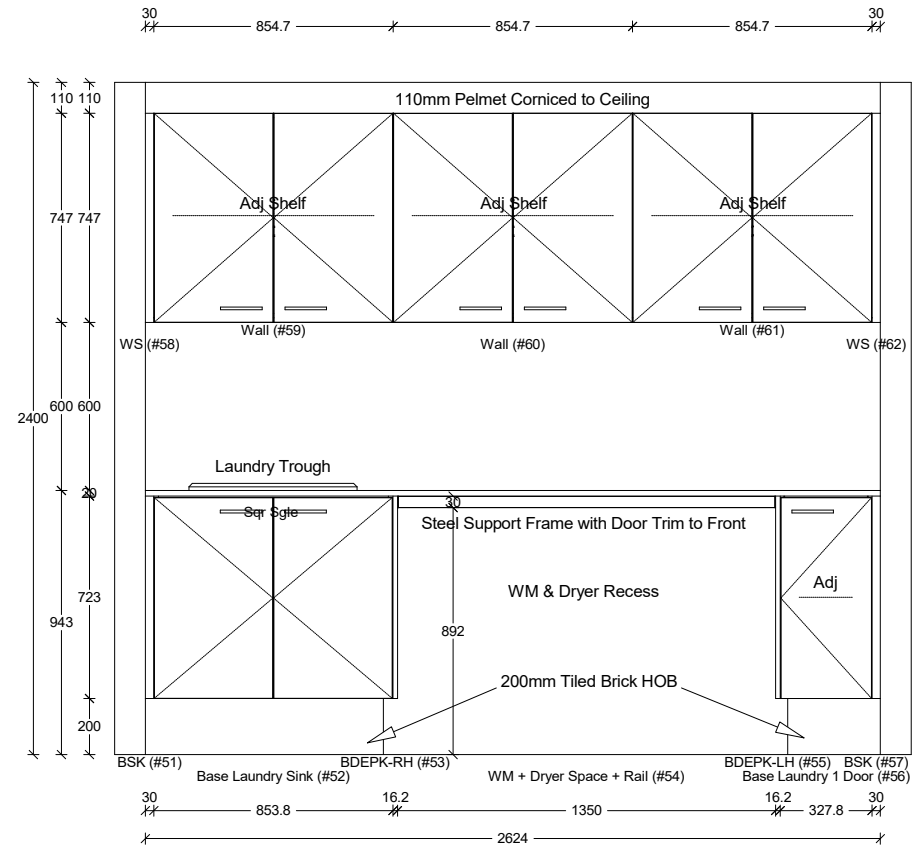 30 854.7 854.7 854.7 30
110 110
110mm Pelmet Corniced to Ceiling
Adj Shelf Adj Shelf Adj Shelf
747 747
Wall (#59) Wall (#61)
WS (#58) Wall (#60) WS (#62)
600 600
2400
Laundry Trough
20
30
Sqr Sgle
Steel Support Frame with Door Trim to Front
Adj
WM & Dryer Recess
723
943
892
200mm Tiled Brick HOB
200
BSK (#51) BDEPK-RH (#53) BDEPK-LH (#55) BSK (#57)
Base Laundry Sink (#52) WM + Dryer Space + Rail (#54) Base Laundry 1 Door (#56)
30 853.8 16.2 1350 16.2 327.8 30
2624